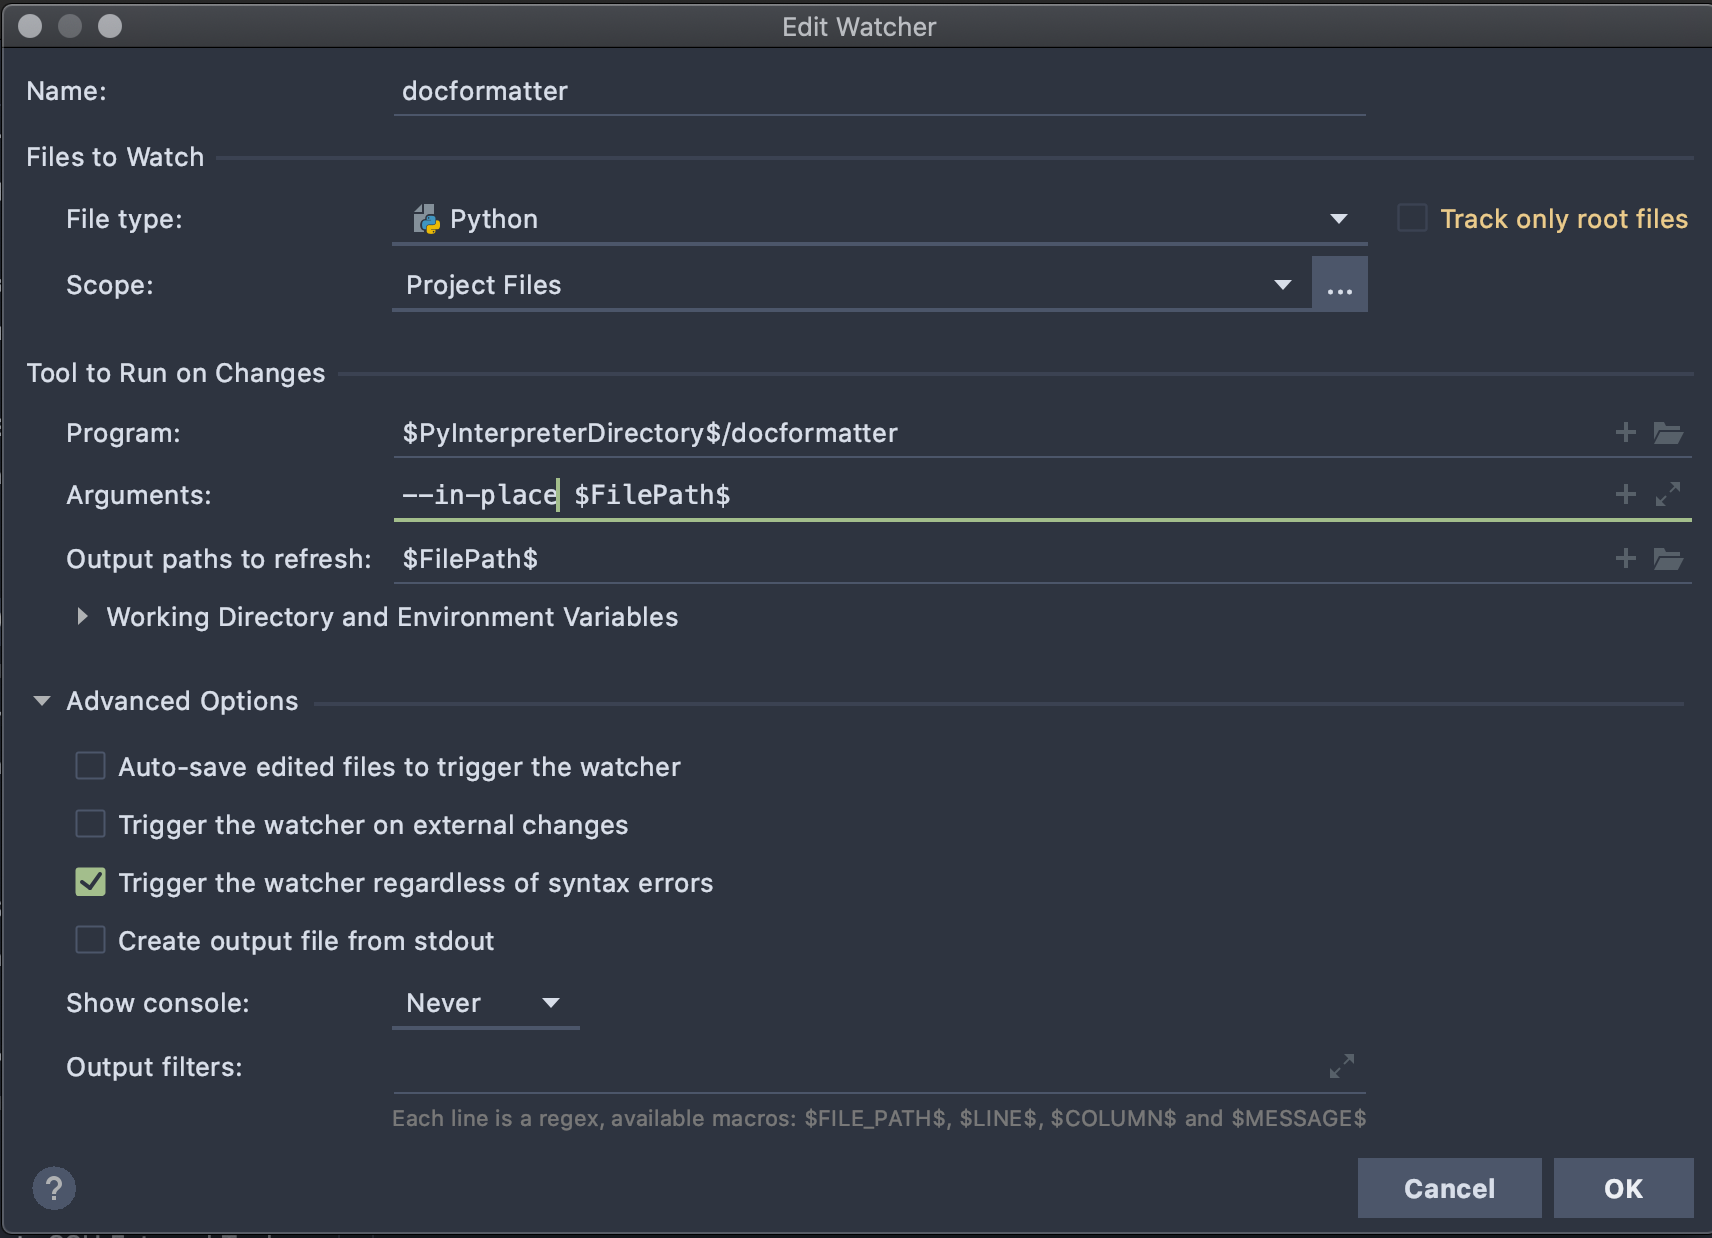 Edit Watcher
Name: docformatter
Files to Watch
File type: Python Track only root files
Scope: Project Files ...
Tool to Run on Changes
Program: $PyInterpreterDirectory$/docformatter
Arguments: --in-place $FilePath$
Output paths to refresh: $FilePath$
Working Directory and Environment Variables
Advanced Options
Auto-save edited files to trigger the watcher
Trigger the watcher on external changes
Trigger the watcher regardless of syntax errors
Create output file from stdout
Show console: Never
Output filters:
Each line is a regex, available macros: $FILE_PATH$, $LINE$, $COLUMN$ and $MESSAGE$
? Cancel OK